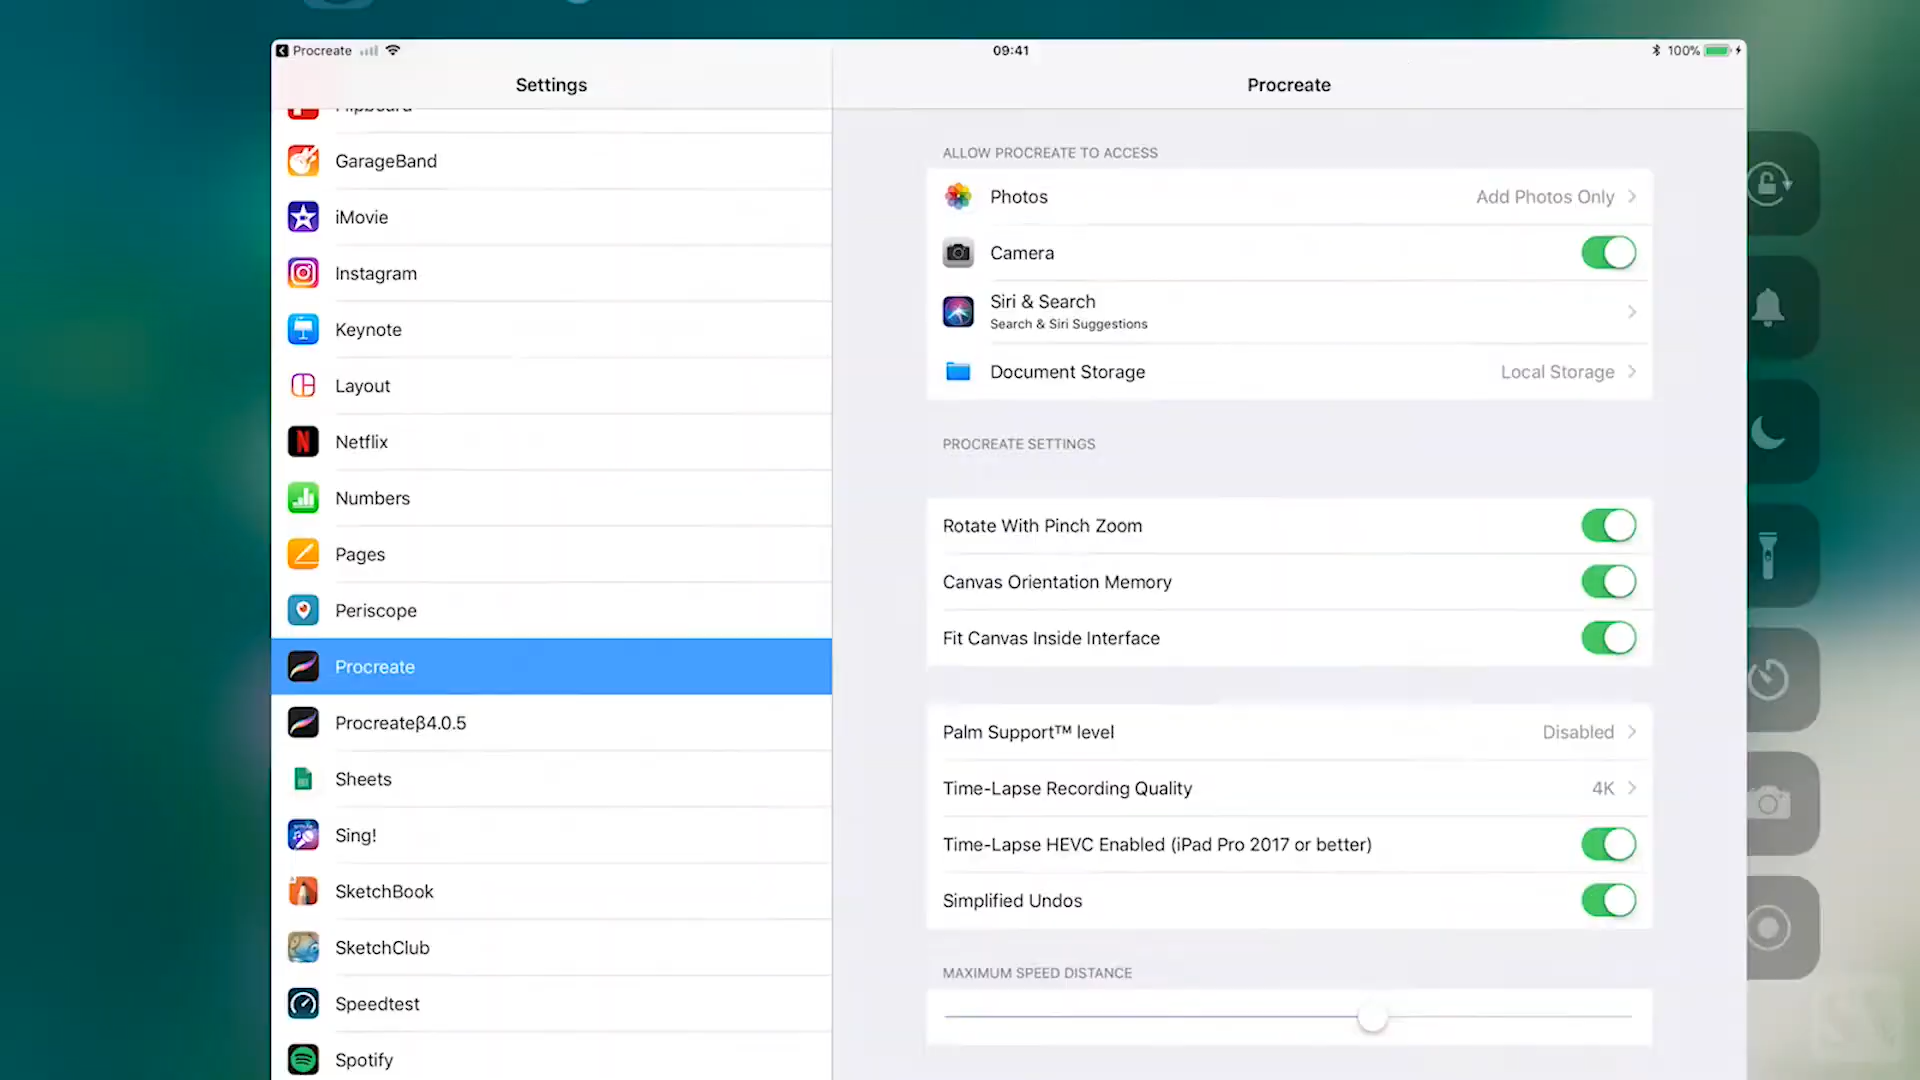 Procreate
09:41
100%
Settings
Procreate
Flipboard
GarageBand
iMovie
Instagram
Keynote
Layout
Netflix
Numbers
Pages
Periscope
Procreate
Procreateβ4.0.5
Sheets
Sing!
SketchBook
SketchClub
Speedtest
Spotify
ALLOW PROCREATE TO ACCESS
Photos Add Photos Only
Camera
Siri & Search
Search & Siri Suggestions
Document Storage Local Storage
PROCREATE SETTINGS
Rotate With Pinch Zoom
Canvas Orientation Memory
Fit Canvas Inside Interface
Palm Support™ level Disabled
Time-Lapse Recording Quality 4K
Time-Lapse HEVC Enabled (iPad Pro 2017 or better)
Simplified Undos
MAXIMUM SPEED DISTANCE